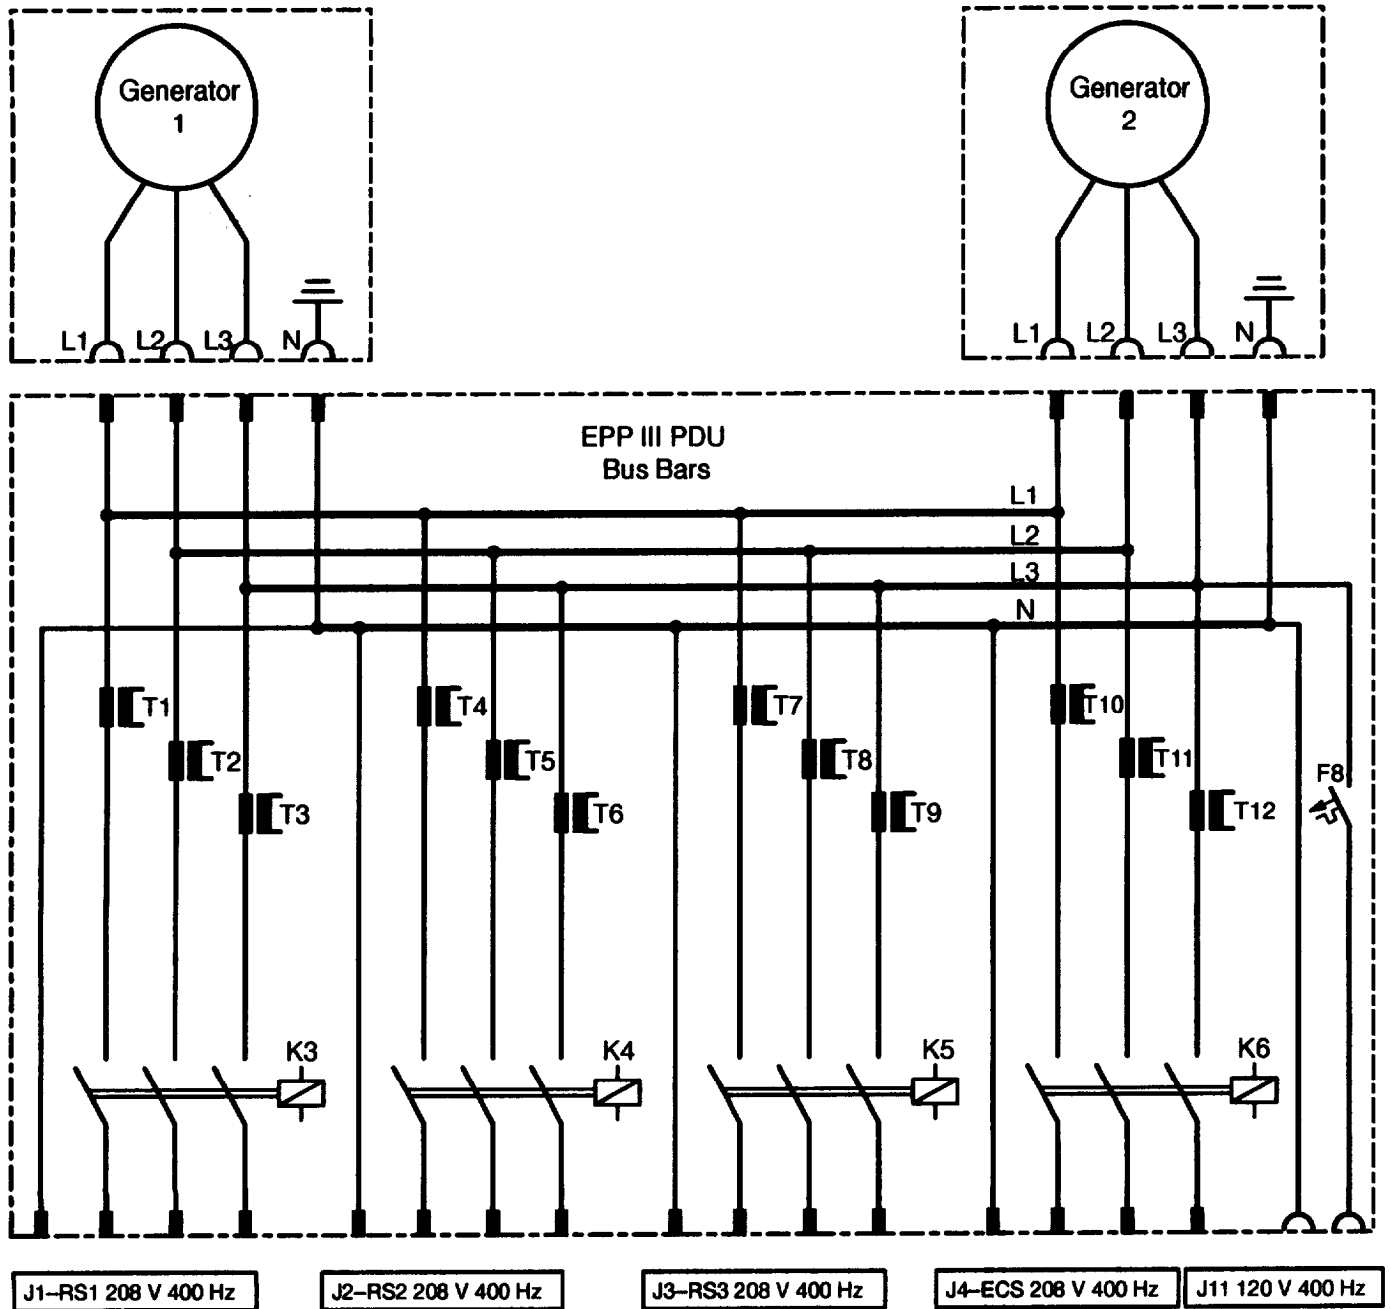 Generator
1
Generator
2
L1 L2 L3 N
L1 L2 L3 N
EPP III PDU
Bus Bars
L1
L2
L3
N
T1
T2
T3
T4
T5
T6
T7
T8
T9
T10
T11
T12
F8
K3
K4
K5
K6
J1–RS1 208 V 400 Hz
J2–RS2 208 V 400 Hz
J3–RS3 208 V 400 Hz
J4–ECS 208 V 400 Hz
J11 120 V 400 Hz